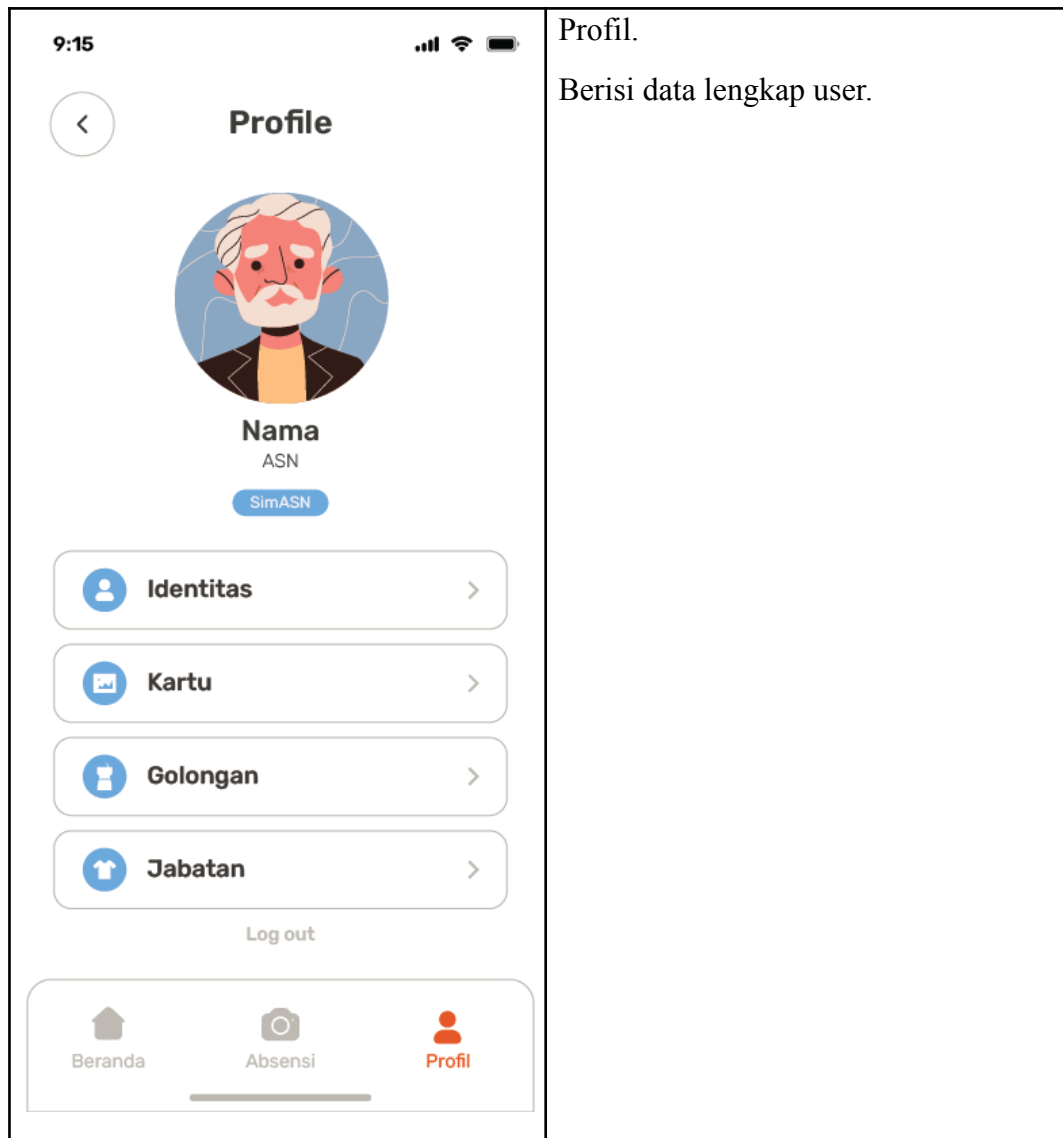 9:15
Profile
Nama
ASN
SimASN
Identitas
Kartu
Golongan
Jabatan
Log out
Beranda
Absensi
Profil
Profil.
Berisi data lengkap user.